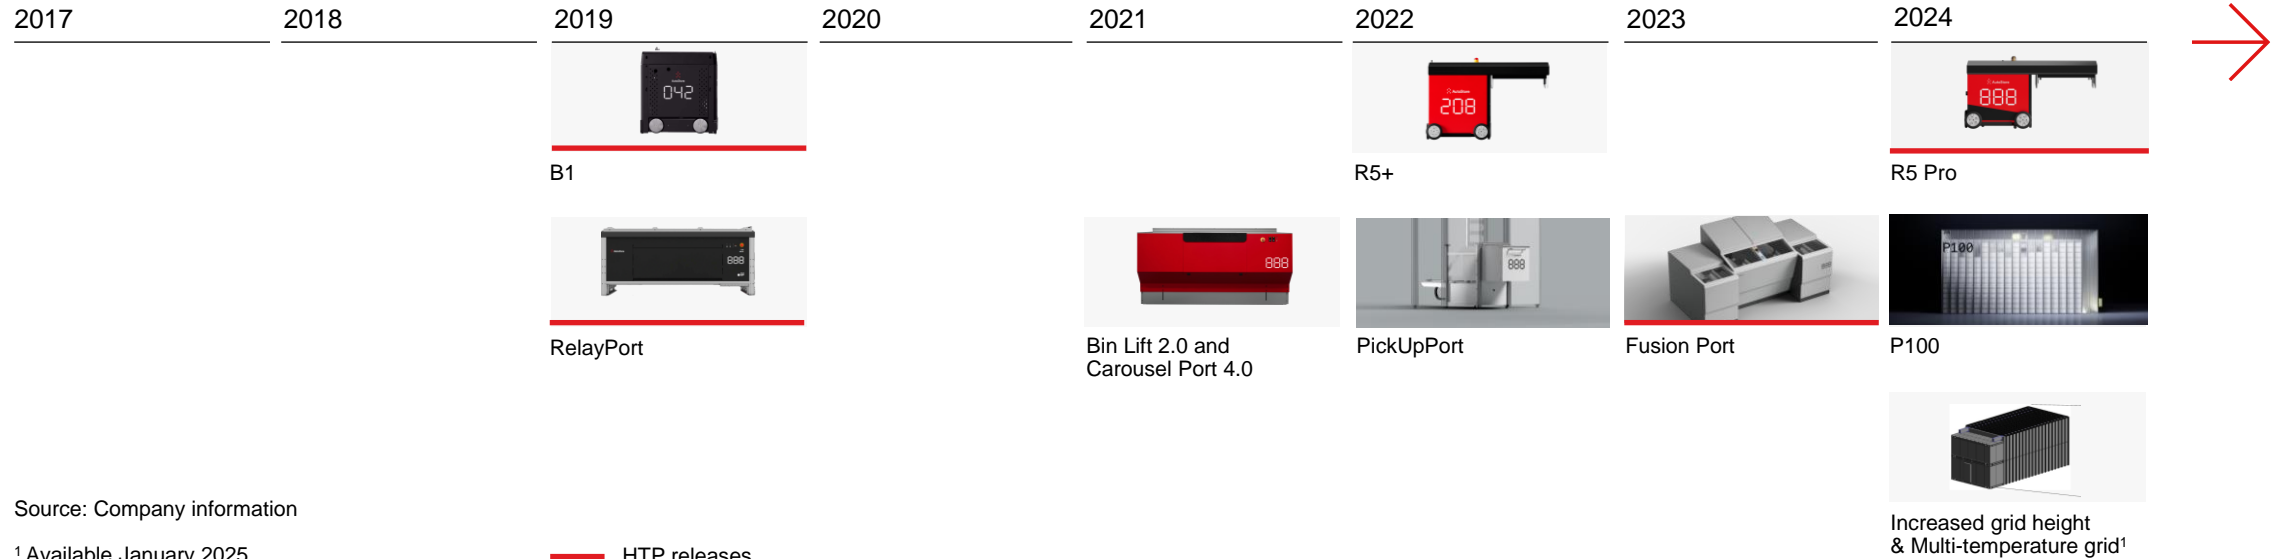 2017
2018
2019
2020
2021
2022
2023
2024
042
208
888
B1
R5+
R5 Pro
888
888
888
P100
RelayPort
Bin Lift 2.0 and
Carousel Port 4.0
PickUpPort
Fusion Port
P100
Increased grid height
& Multi-temperature grid¹
Source: Company information
¹ Available January 2025
HTP releases